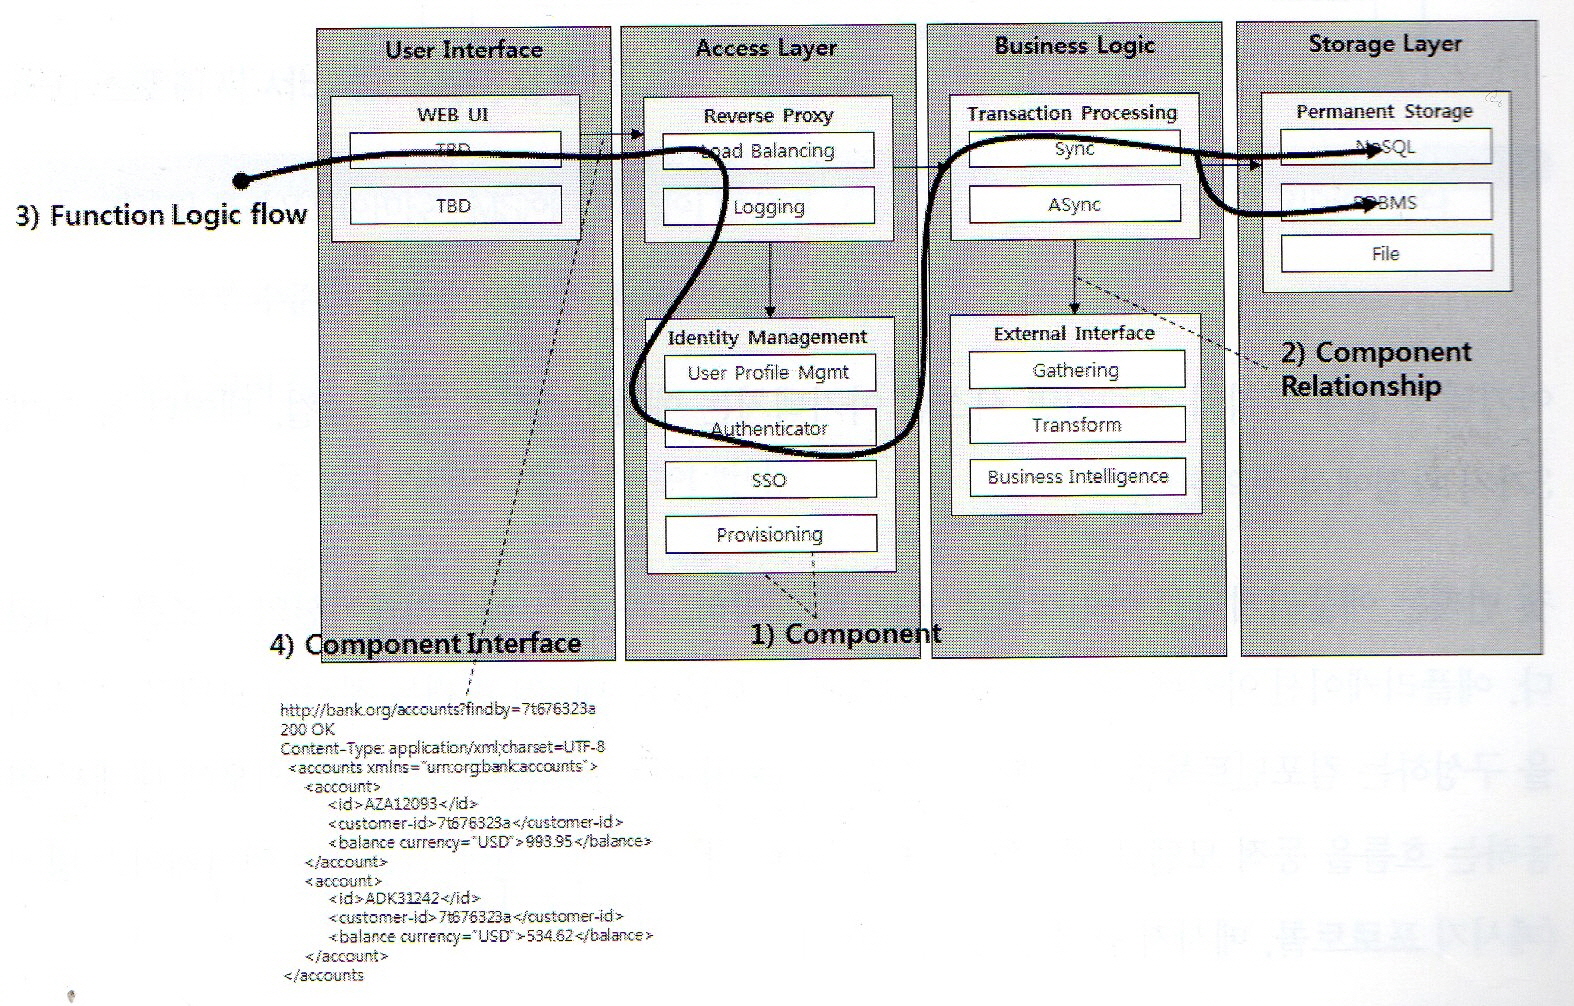 User Interface
Access Layer
Business Logic
Storage Layer
WEB UI
TBD
TBD
Reverse Proxy
Load Balancing
Logging
Transaction Processing
Sync
ASync
Permanent Storage
NoSQL
RDBMS
File
3) Function Logic flow
Identity Management
User Profile Mgmt
Authenticator
SSO
Provisioning
External Interface
Gathering
Transform
Business Intelligence
2) Component
Relationship
1) Component
4) Component Interface
http://bank.org/accounts?findby=7t676323a
200 OK
Content-Type: application/xml;charset=UTF-8
<accounts xmlns="urn:org:bank:accounts">
<account>
<id>AZA12093</id>
<customer-id>7t676323a</customer-id>
<balance currency="USD">993.95</balance>
</account>
<account>
<id>ADK31242</id>
<customer-id>7t676323a</customer-id>
<balance currency="USD">534.62</balance>
</account>
</accounts